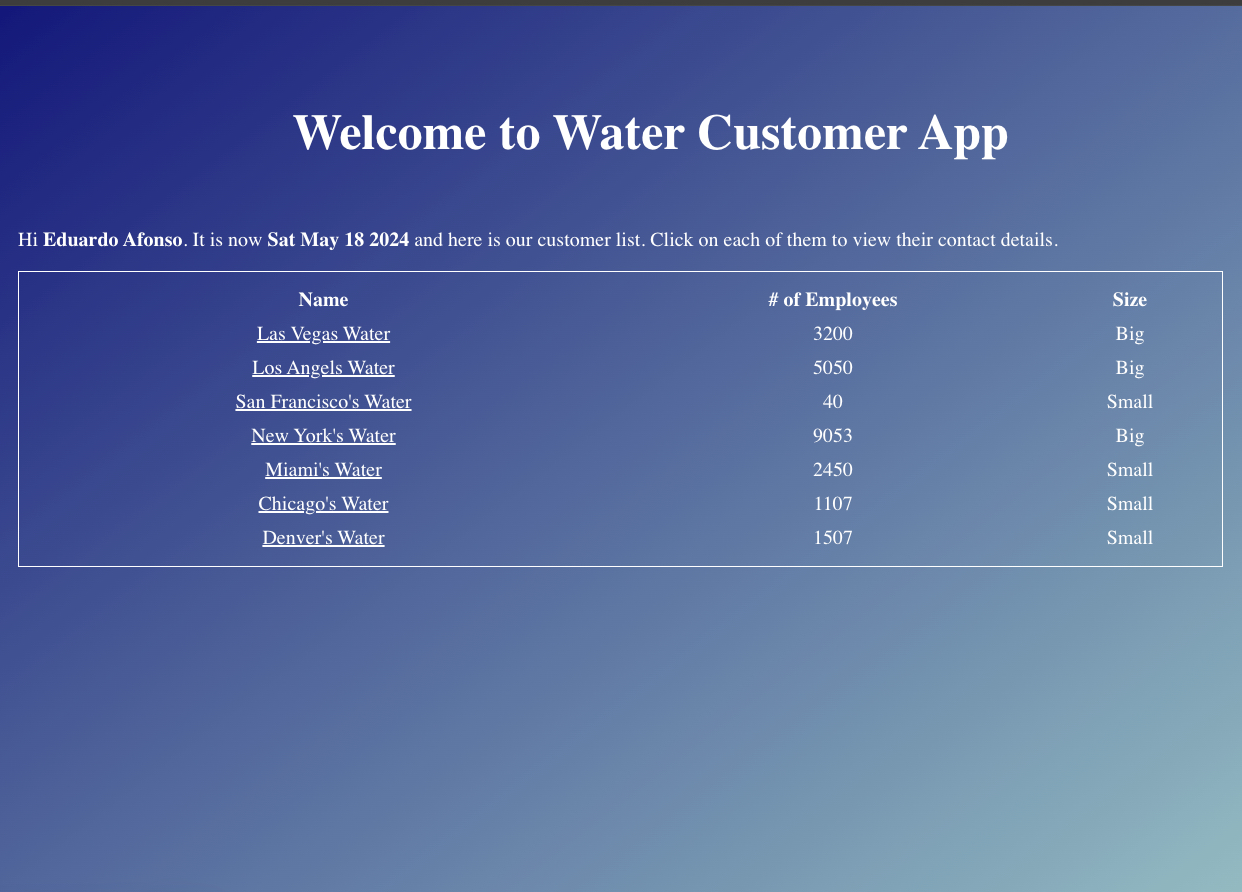 Welcome to Water Customer App
Hi Eduardo Afonso. It is now Sat May 18 2024 and here is our customer list. Click on each of them to view their contact details.
Name # of Employees Size
Las Vegas Water 3200 Big
Los Angels Water 5050 Big
San Francisco's Water 40 Small
New York's Water 9053 Big
Miami's Water 2450 Small
Chicago's Water 1107 Small
Denver's Water 1507 Small